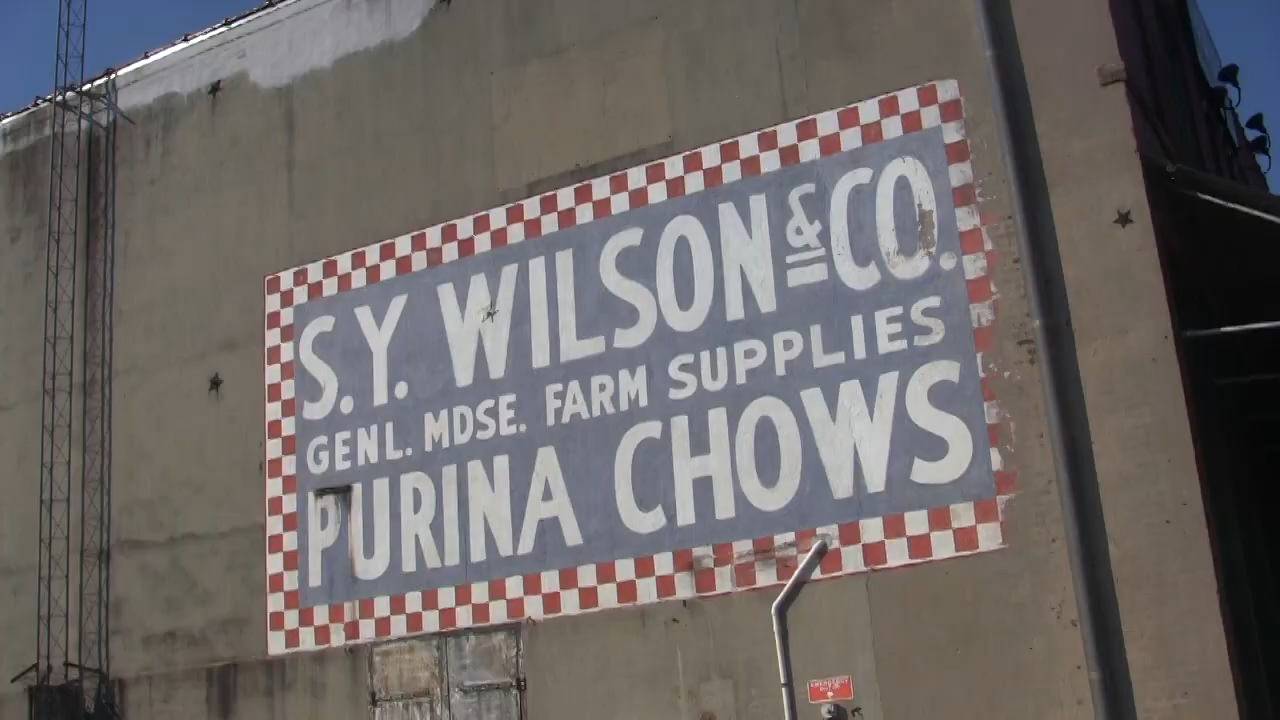 S.Y. WILSON & CO.
GENL. MDSE. FARM SUPPLIES
PURINA CHOWS